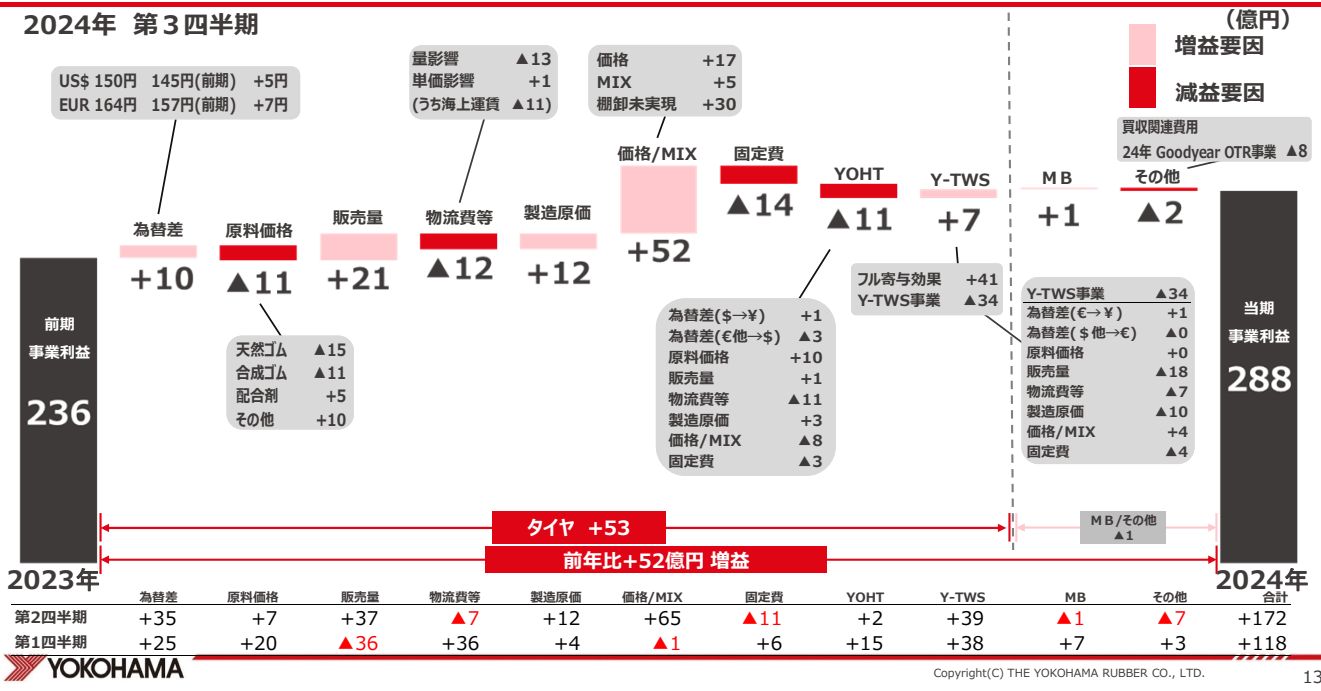 2024年 第３四半期
（億円）
増益要因
減益要因
US$ 150円 145円(前期) +5円
EUR 164円 157円(前期) +7円
量影響 ▲13
単価影響 +1
(うち海上運賃 ▲11)
価格 +17
MIX +5
棚卸未実現 +30
買収関連費用
24年 Goodyear OTR事業 ▲8
為替差
+10
原料価格
▲11
販売量
+21
物流費等
▲12
製造原価
+12
価格/MIX
+52
固定費
▲14
YOHT
▲11
Y-TWS
+7
ＭＢ
+1
その他
▲2
前期
事業利益
236
当期
事業利益
288
天然ゴム ▲15
合成ゴム ▲11
配合剤 +5
その他 +10
為替差($→¥) +1
為替差(€他→$) ▲3
原料価格 +10
販売量 +1
物流費等 ▲11
製造原価 +3
価格/MIX ▲8
固定費 ▲3
フル寄与効果 +41
Y-TWS事業 ▲34
Y-TWS事業 ▲34
為替差(€→¥) +1
為替差($他→€) ▲0
原料価格 +0
販売量 ▲18
物流費等 ▲7
製造原価 ▲10
価格/MIX +4
固定費 ▲4
タイヤ +53
ＭＢ/その他
▲1
前年比+52億円 増益
2023年
2024年
為替差 原料価格 販売量 物流費等 製造原価 価格/MIX 固定費 YOHT Y-TWS MB その他 合計
第2四半期 +35 +7 +37 ▲7 +12 +65 ▲11 +2 +39 ▲1 ▲7 +172
第1四半期 +25 +20 ▲36 +36 +4 ▲1 +6 +15 +38 +7 +3 +118
YOKOHAMA
Copyright(C) THE YOKOHAMA RUBBER CO., LTD.
13